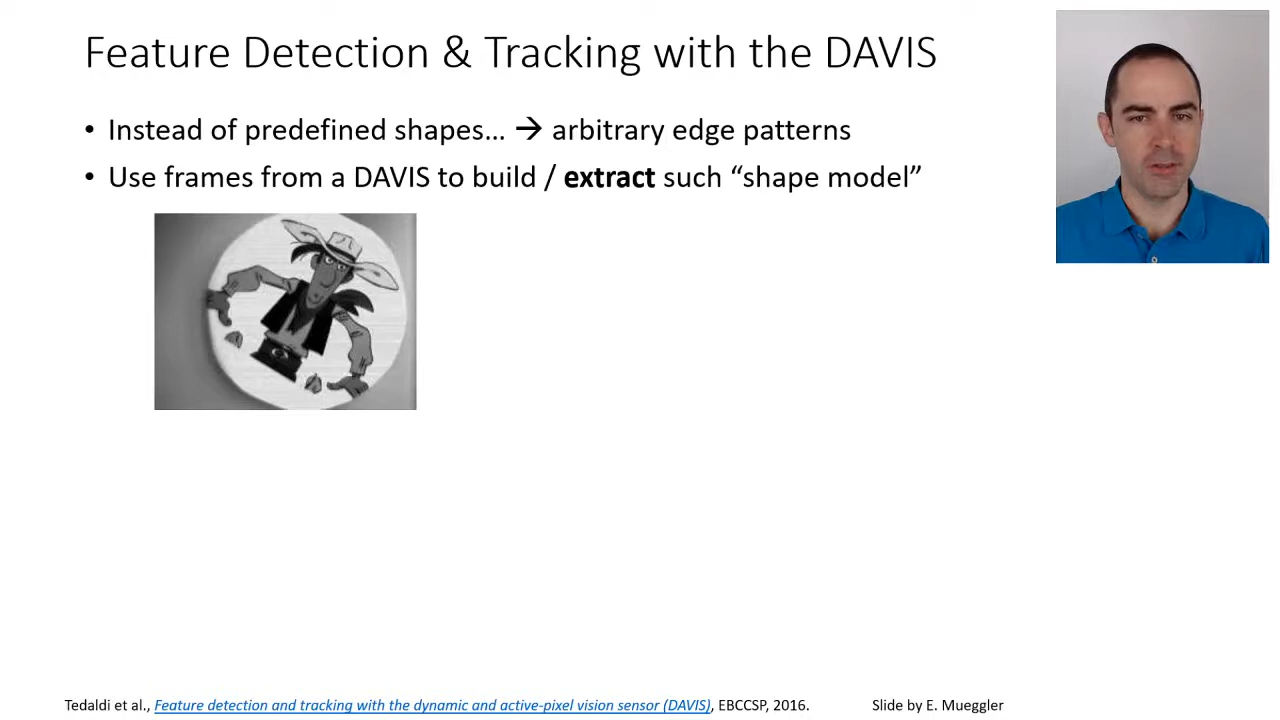 Feature Detection & Tracking with the DAVIS
• Instead of predefined shapes… → arbitrary edge patterns
• Use frames from a DAVIS to build / extract such “shape model”
Tedaldi et al., Feature detection and tracking with the dynamic and active-pixel vision sensor (DAVIS), EBCCSP, 2016. Slide by E. Mueggler